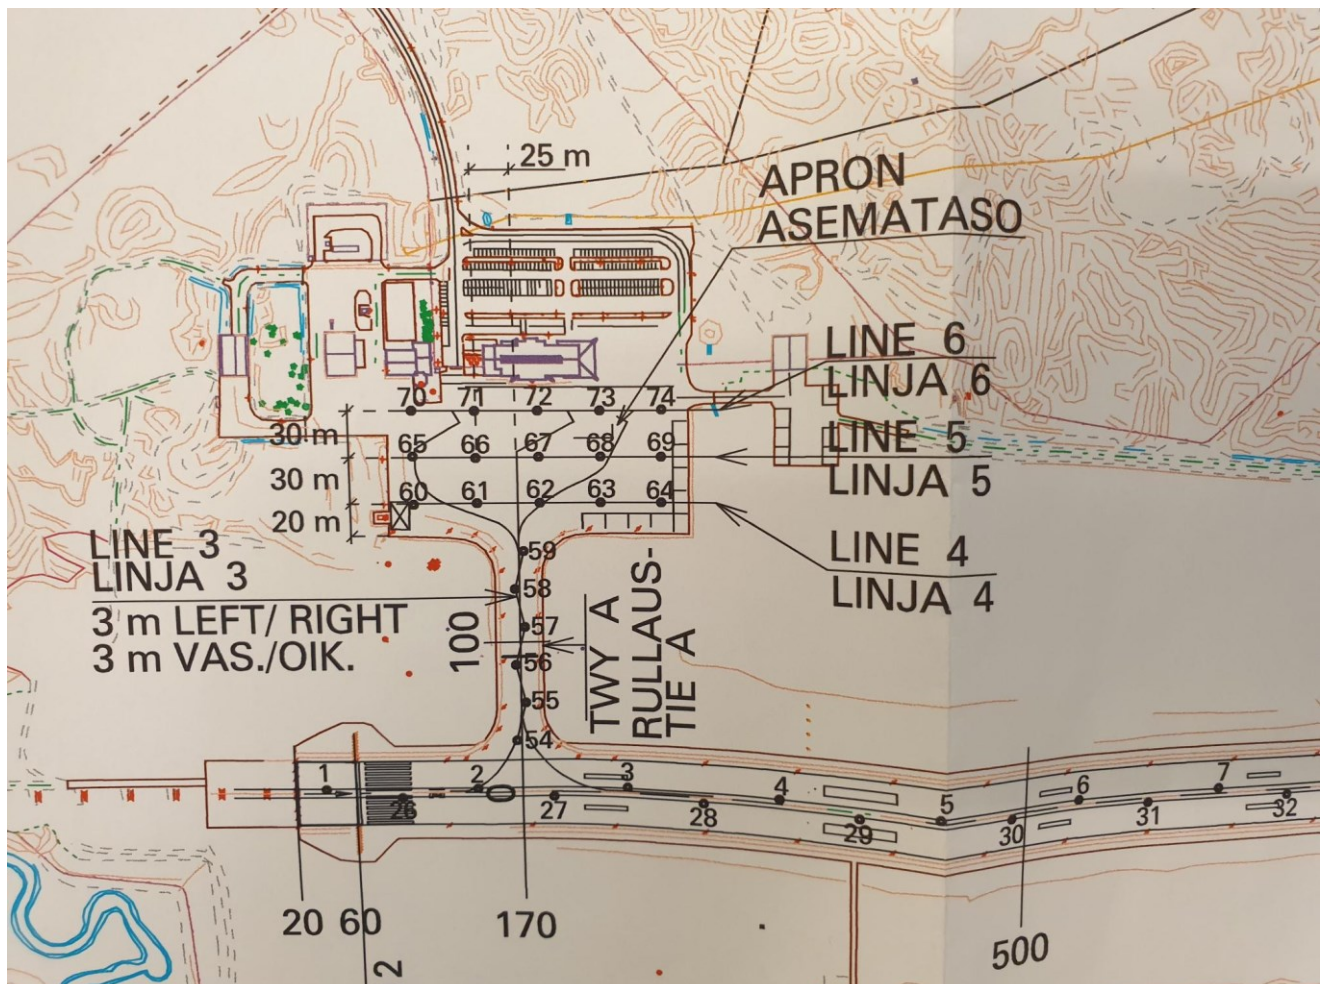 25 m
APRON
ASEMATASO
LINE 6
LINJA 6
70 71 72 73 74
30 m
65 66 67 68 69
LINE 5
LINJA 5
30 m
60 61 62 63 64
20 m
LINE 3
LINJA 3
3 m LEFT/ RIGHT
3 m VAS./OIK.
LINE 4
LINJA 4
59
58
57
56
55
54
100
TWY A
RULLAUS-
TIE A
1 2 3 4 5 6 7
26 27 28 29 30 31 32
20 60 170 500
2